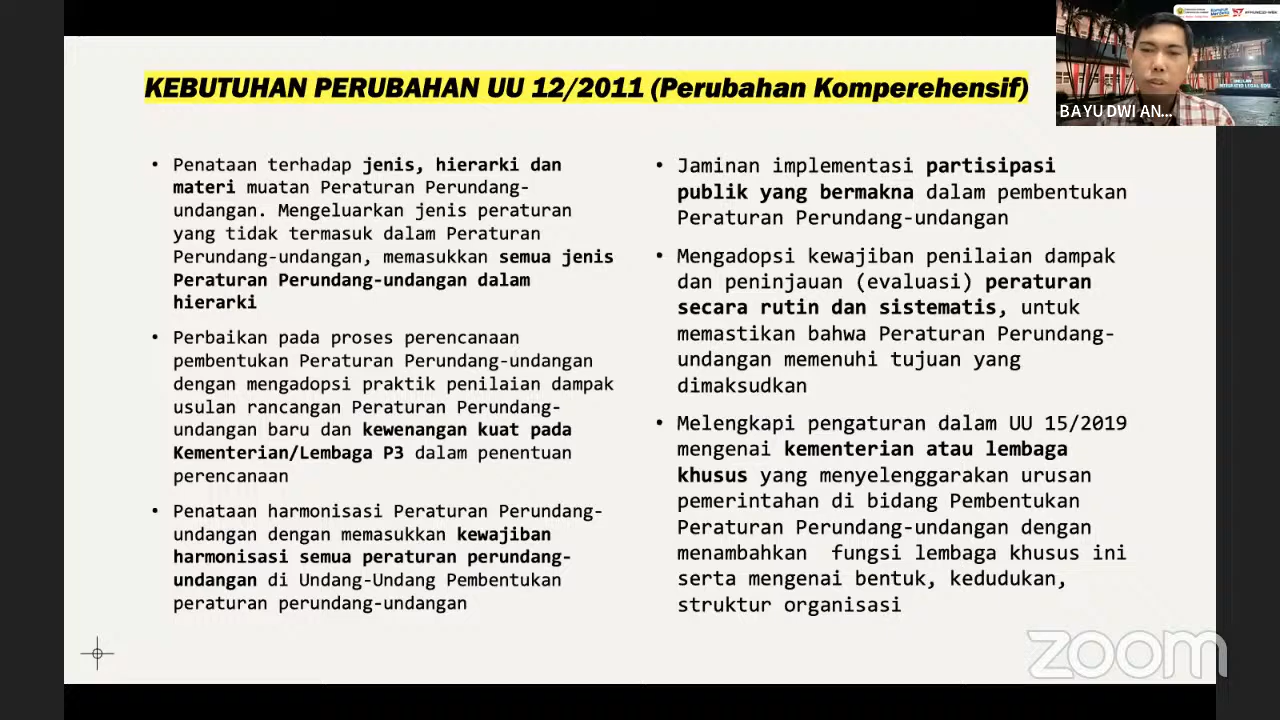 KEBUTUHAN PERUBAHAN UU 12/2011 (Perubahan Komperehensif)
BAYU DWI AN...
• Penataan terhadap jenis, hierarki dan
materi muatan Peraturan Perundang-
undangan. Mengeluarkan jenis peraturan
yang tidak termasuk dalam Peraturan
Perundang-undangan, memasukkan semua jenis
Peraturan Perundang-undangan dalam
hierarki
• Perbaikan pada proses perencanaan
pembentukan Peraturan Perundang-undangan
dengan mengadopsi praktik penilaian dampak
usulan rancangan Peraturan Perundang-
undangan baru dan kewenangan kuat pada
Kementerian/Lembaga P3 dalam penentuan
perencanaan
• Penataan harmonisasi Peraturan Perundang-
undangan dengan memasukkan kewajiban
harmonisasi semua peraturan perundang-
undangan di Undang-Undang Pembentukan
peraturan perundang-undangan
• Jaminan implementasi partisipasi
publik yang bermakna dalam pembentukan
Peraturan Perundang-undangan
• Mengadopsi kewajiban penilaian dampak
dan peninjauan (evaluasi) peraturan
secara rutin dan sistematis, untuk
memastikan bahwa Peraturan Perundang-
undangan memenuhi tujuan yang
dimaksudkan
• Melengkapi pengaturan dalam UU 15/2019
mengenai kementerian atau lembaga
khusus yang menyelenggarakan urusan
pemerintahan di bidang Pembentukan
Peraturan Perundang-undangan dengan
menambahkan  fungsi lembaga khusus ini
serta mengenai bentuk, kedudukan,
struktur organisasi
zoom